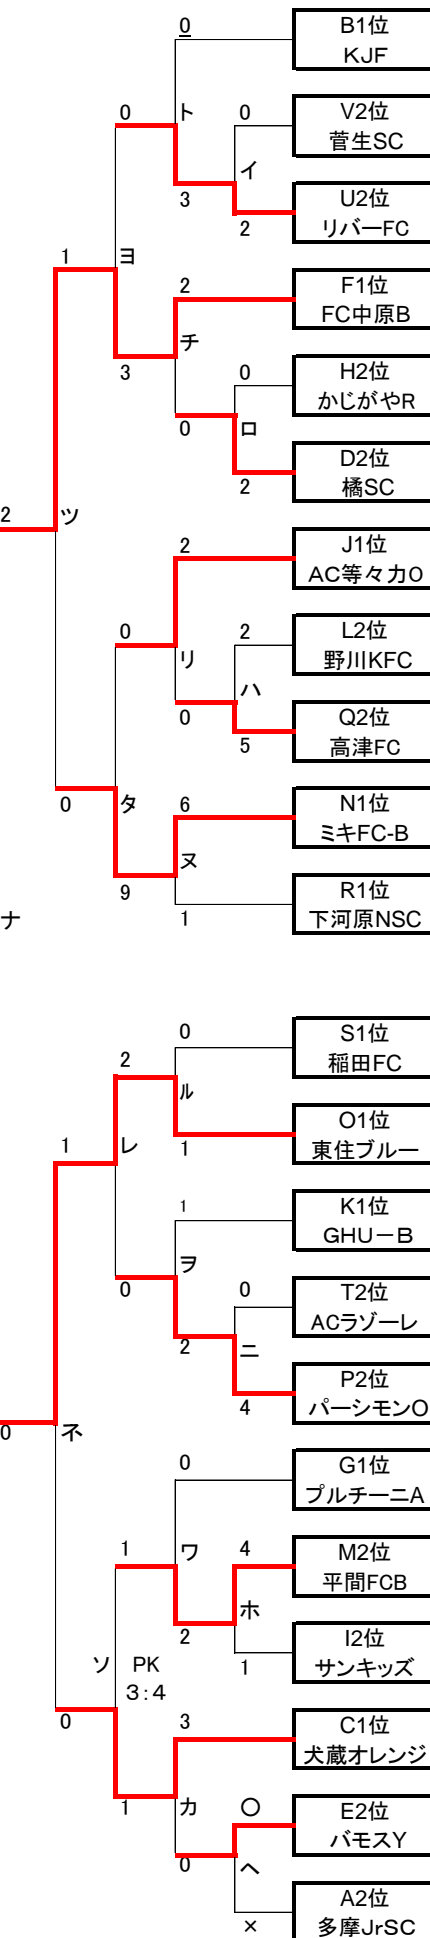 0
B1位
KJF
0
ト
0
V2位
菅生SC
イ
3
2
U2位
リバーFC
1
ヨ
2
F1位
FC中原B
チ
3
0
H2位
かじがやR
0
ロ
2
D2位
橘SC
2
ツ
2
J1位
AC等々力O
0
2
L2位
野川KFC
リ
ハ
0
5
Q2位
高津FC
0
タ
6
N1位
ミキFC-B
ヌ
9
1
R1位
下河原NSC
ナ
0
S1位
稲田FC
2
ル
1
レ
1
O1位
東住ブルー
1
K1位
GHU－B
ヲ
0
0
T2位
ACラゾーレ
2
ニ
4
P2位
パーシモンO
0
ネ
0
G1位
プルチーニA
1
ワ
4
M2位
平間FCB
ホ
2
1
I2位
サンキッズ
ソ
PK
3：4
0
3
C1位
犬蔵オレンジ
1
カ
〇
E2位
バモスY
0
ヘ
×
A2位
多摩JrSC